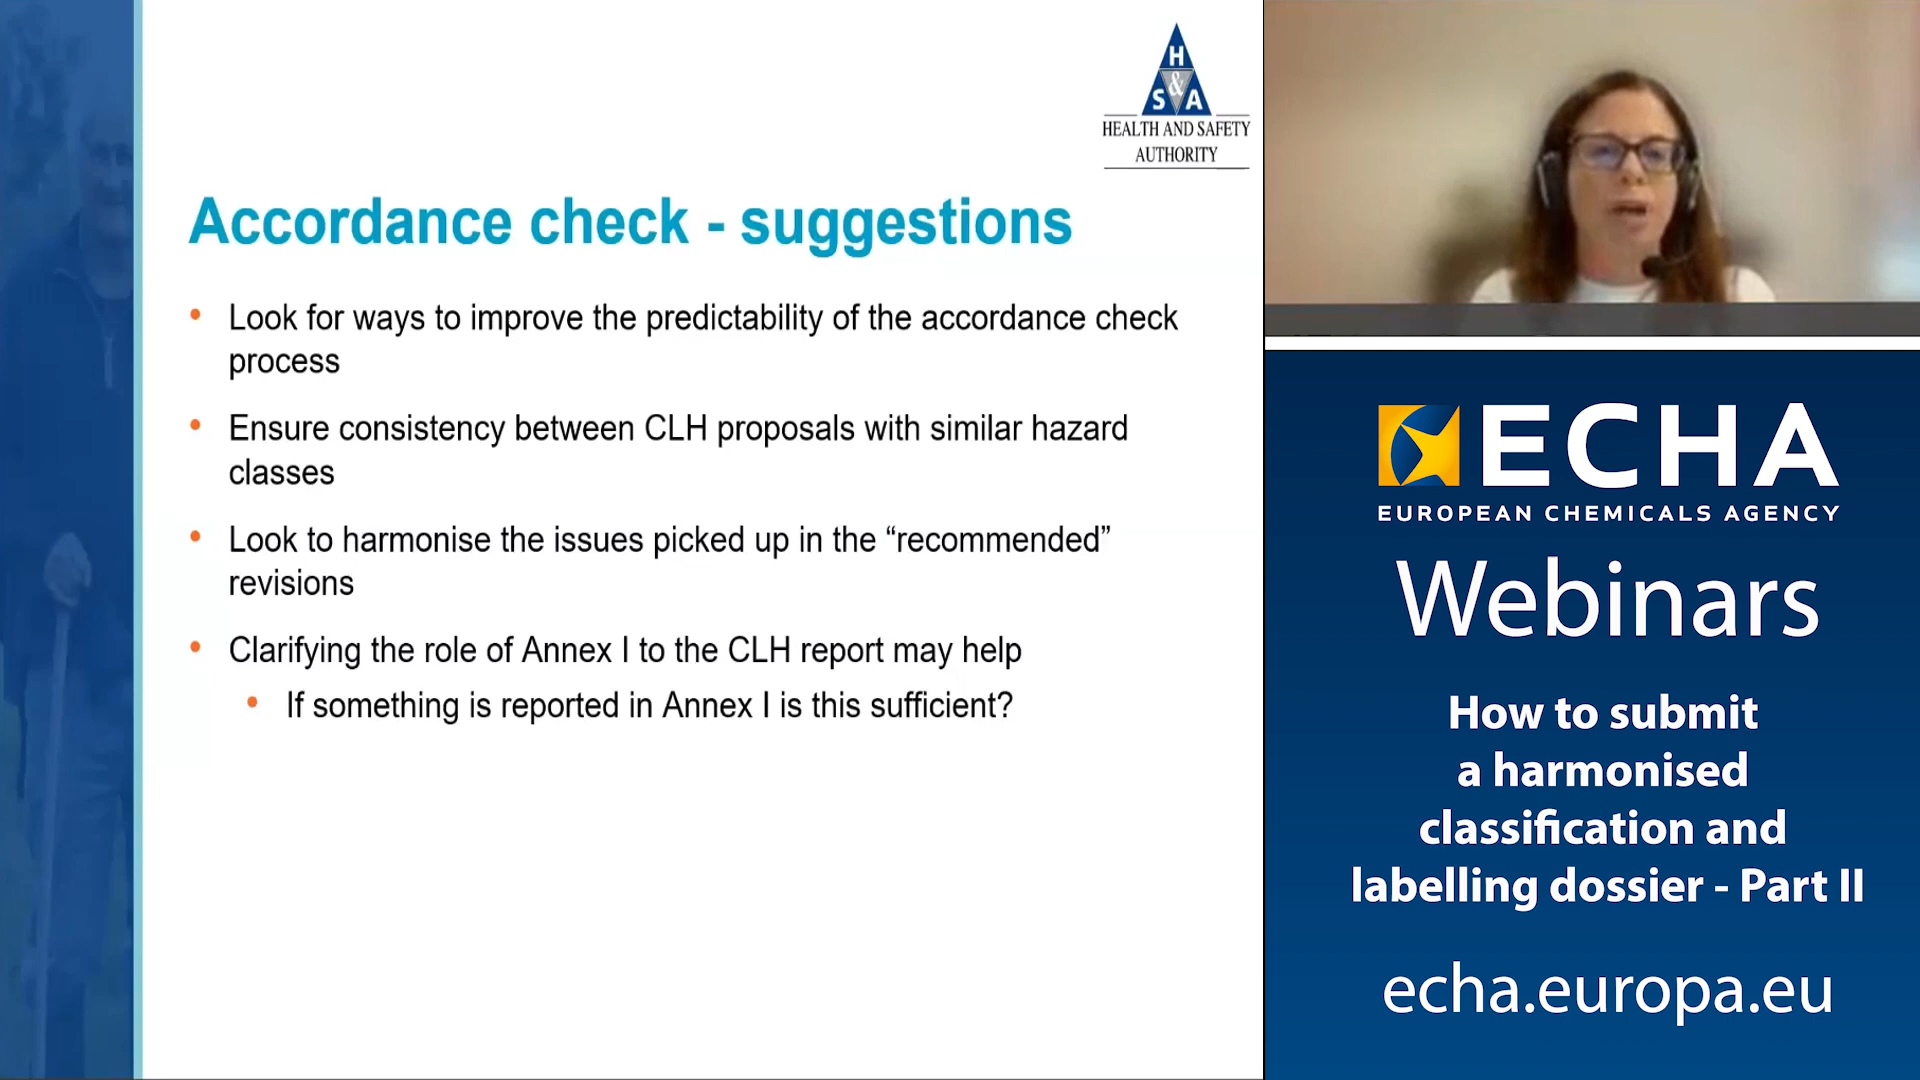 H
& 
S A
HEALTH AND SAFETY
AUTHORITY
Accordance check - suggestions
• Look for ways to improve the predictability of the accordance check
process
• Ensure consistency between CLH proposals with similar hazard
classes
• Look to harmonise the issues picked up in the “recommended”
revisions
• Clarifying the role of Annex I to the CLH report may help
• If something is reported in Annex I is this sufficient?
ECHA
EUROPEAN CHEMICALS AGENCY
Webinars
How to submit
a harmonised
classification and
labelling dossier - Part II
echa.europa.eu